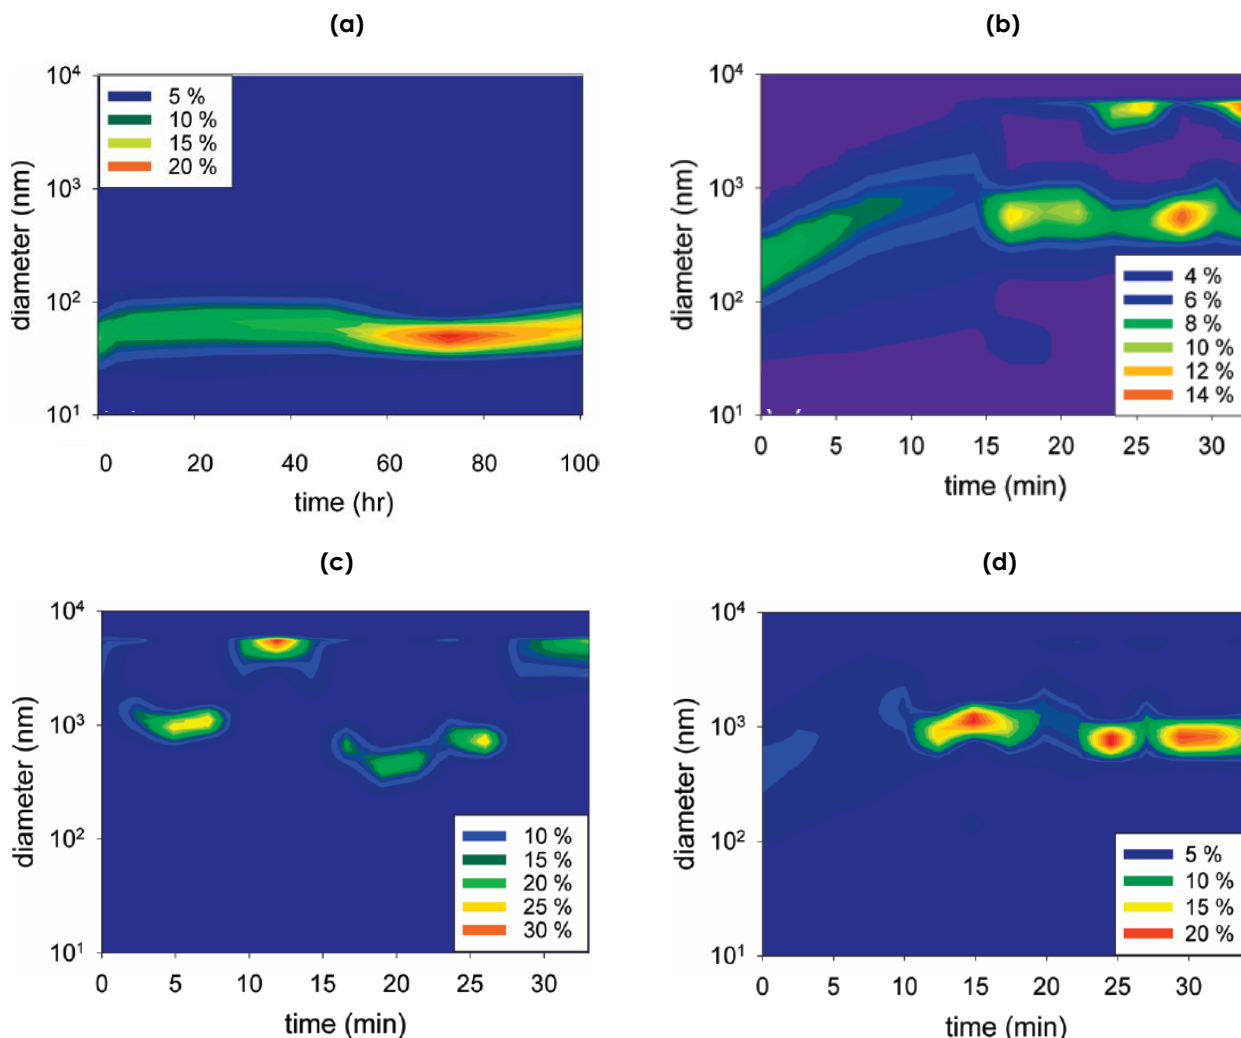 (a)
10⁴
10³
10²
10¹
diameter (nm)
5 %
10 %
15 %
20 %
0 20 40 60 80 100
time (hr)
(b)
10⁴
10³
10²
10¹
diameter (nm)
4 %
6 %
8 %
10 %
12 %
14 %
0 5 10 15 20 25 30
time (min)
(c)
10⁴
10³
10²
10¹
diameter (nm)
10 %
15 %
20 %
25 %
30 %
0 5 10 15 20 25 30
time (min)
(d)
10⁴
10³
10²
10¹
diameter (nm)
5 %
10 %
15 %
20 %
0 5 10 15 20 25 30
time (min)